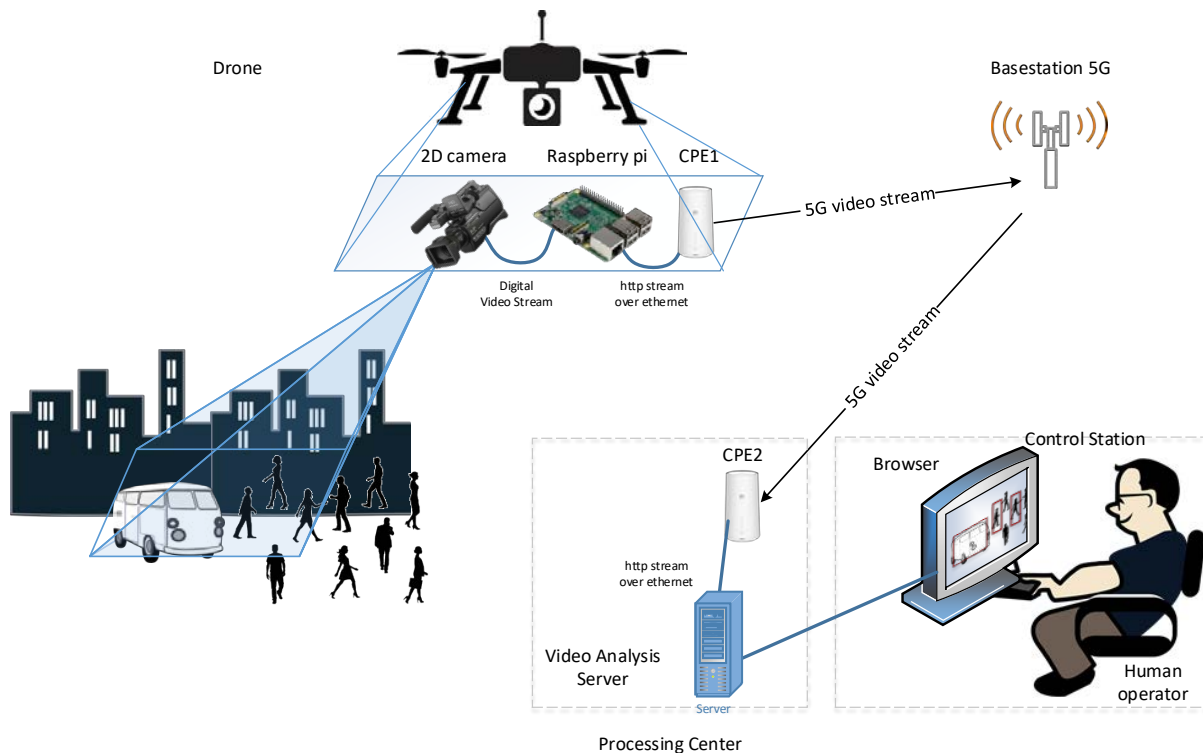 Drone
Basestation 5G
2D camera
Raspberry pi
CPE1
5G video stream
Digital
Video Stream
http stream
over ethernet
5G video stream
CPE2
Control Station
Browser
http stream
over ethernet
Video Analysis
Server
Server
Human
operator
Processing Center